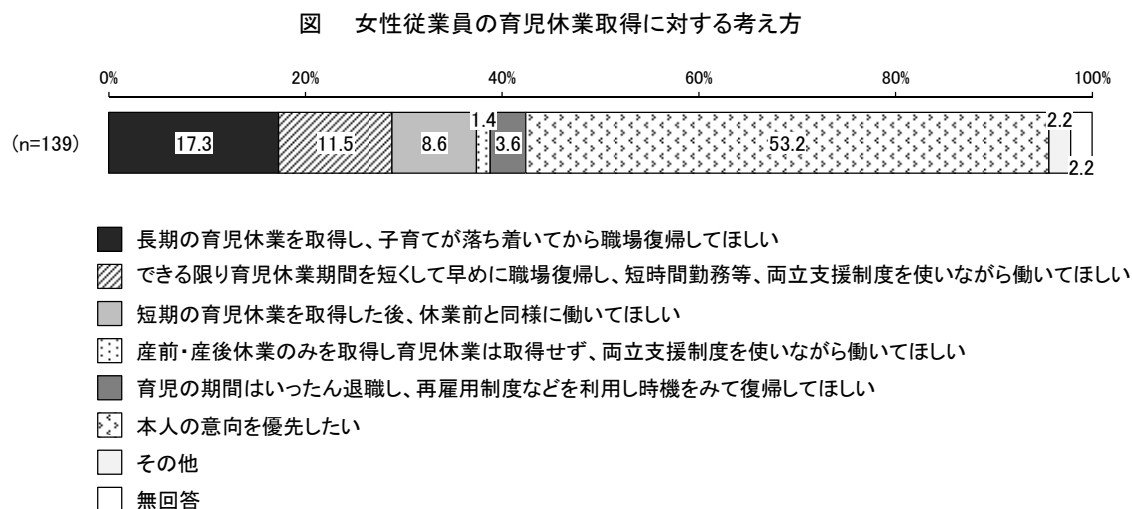 図 女性従業員の育児休業取得に対する考え方
0% 20% 40% 60% 80% 100%
(n=139) 17.3 11.5 8.6 1.4 3.6 53.2 2.2 2.2
長期の育児休業を取得し、子育てが落ち着いてから職場復帰してほしい
できる限り育児休業期間を短くして早めに職場復帰し、短時間勤務等、両立支援制度を使いながら働いてほしい
短期の育児休業を取得した後、休業前と同様に働いてほしい
産前・産後休業のみを取得し育児休業は取得せず、両立支援制度を使いながら働いてほしい
育児の期間はいったん退職し、再雇用制度などを利用し時機をみて復帰してほしい
本人の意向を優先したい
その他
無回答